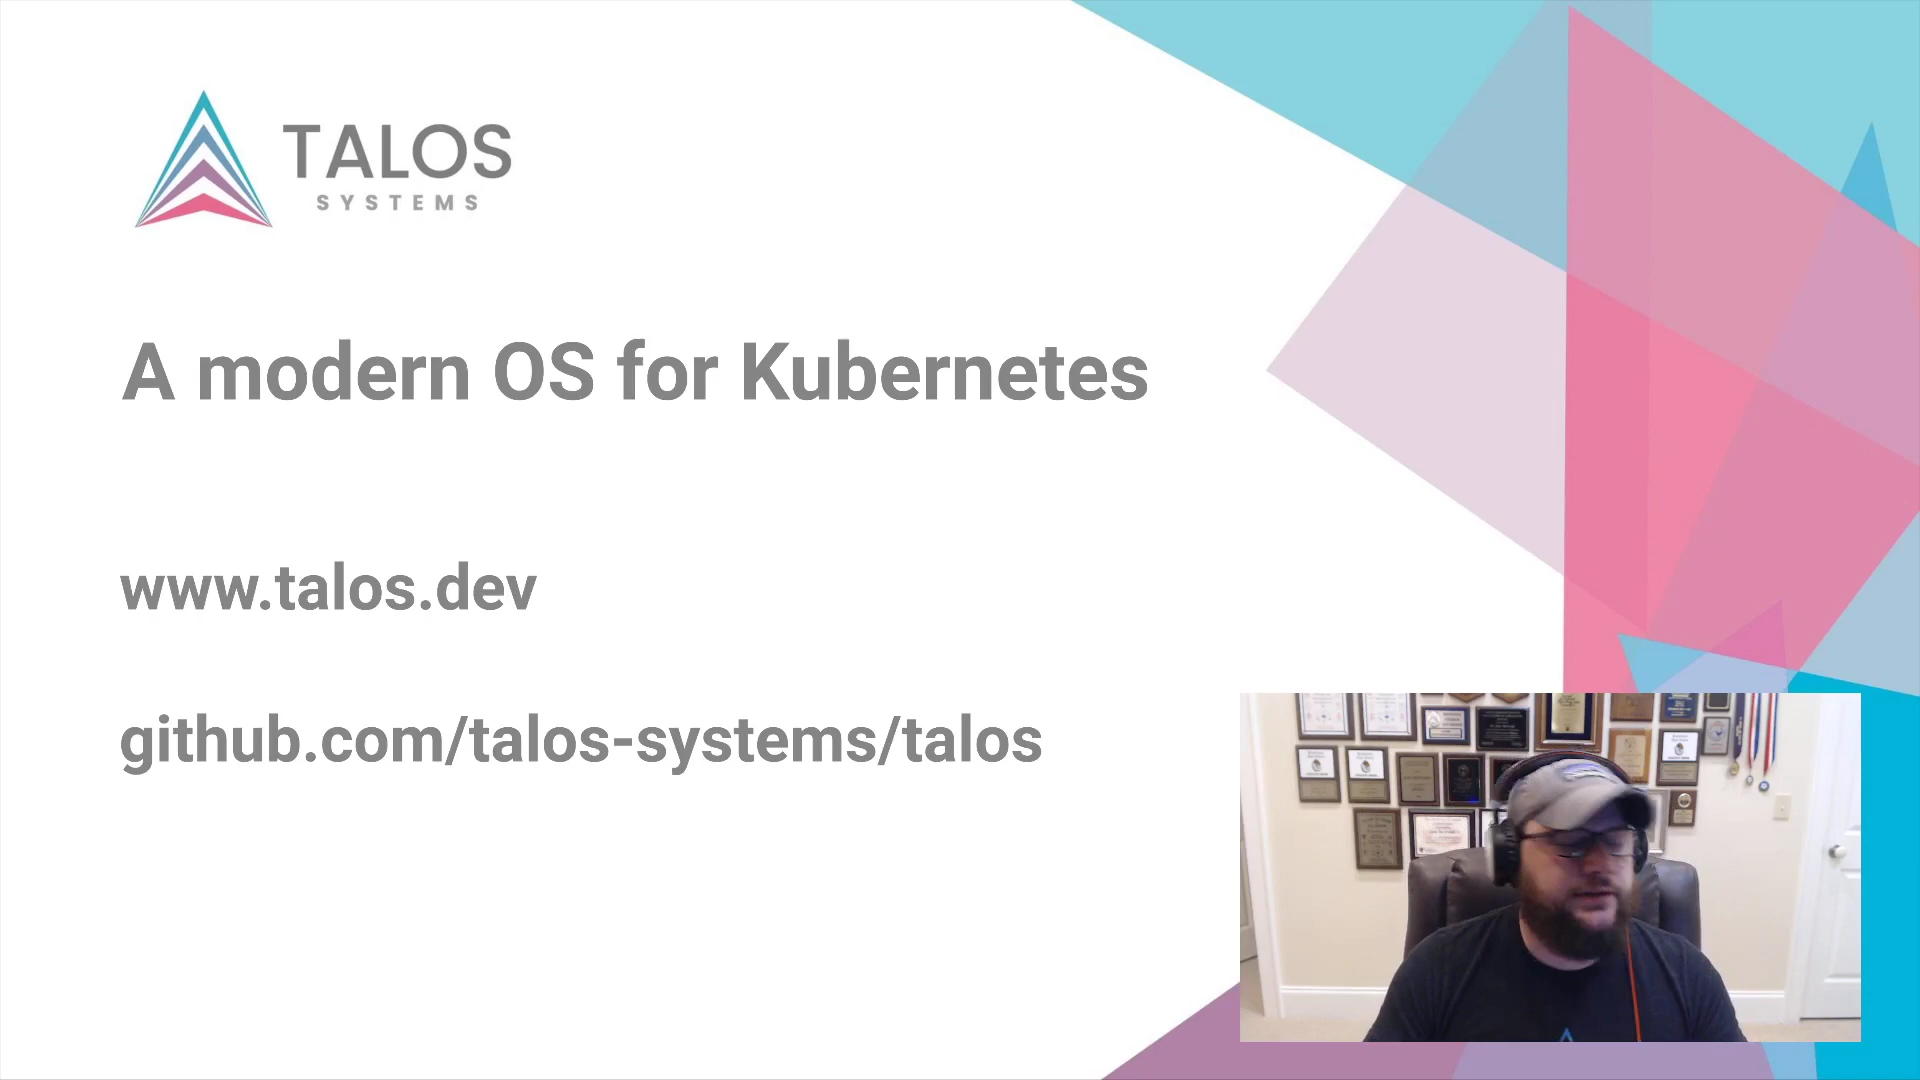 TALOS
SYSTEMS
A modern OS for Kubernetes
www.talos.dev
github.com/talos-systems/talos